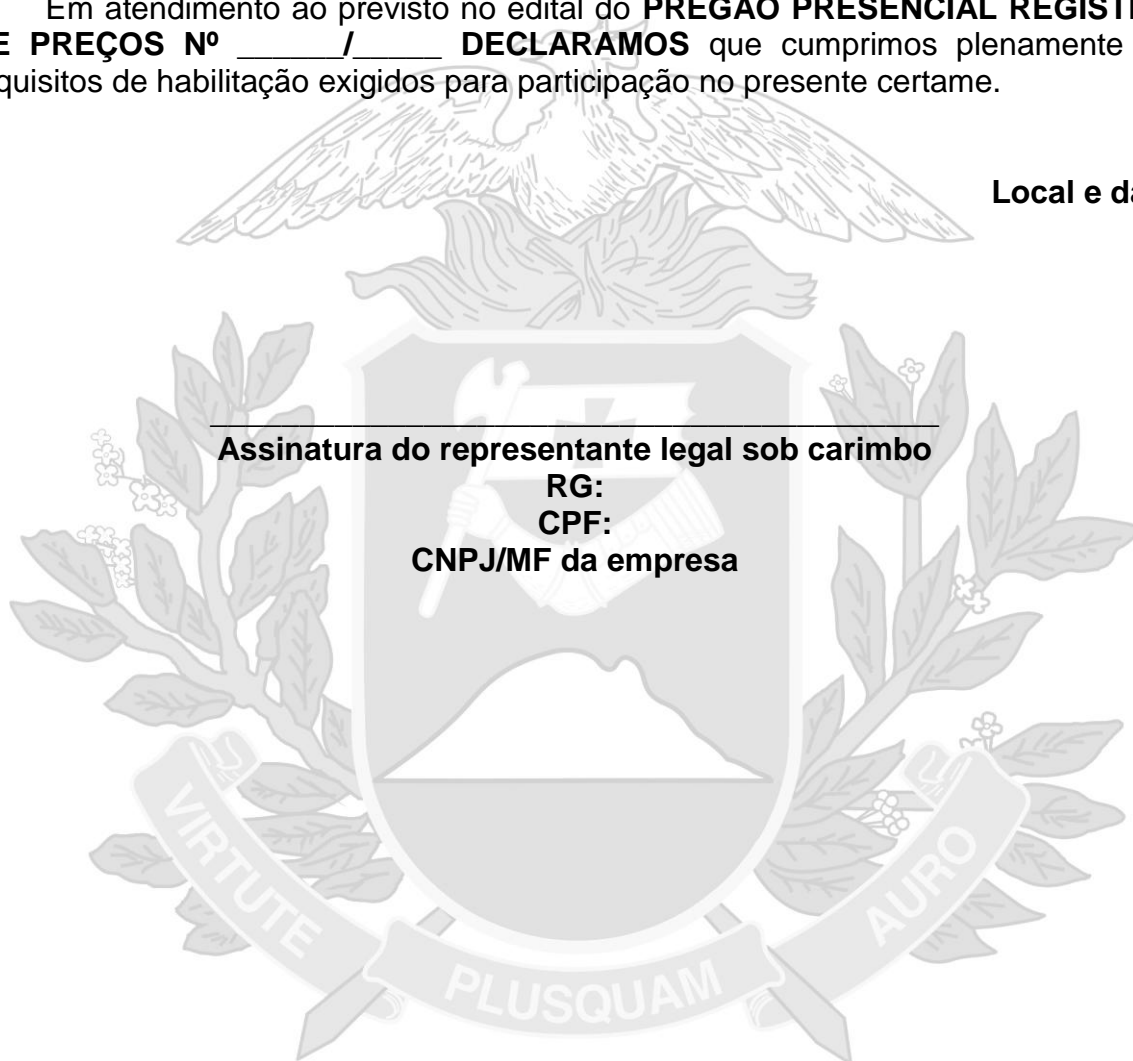 Em atendimento ao previsto no edital do PREGÃO PRESENCIAL REGIST
E PREÇOS Nº ______/_____ DECLARAMOS que cumprimos plenamente
quisitos de habilitação exigidos para participação no presente certame.
Local e da
Assinatura do representante legal sob carimbo
RG:
CPF:
CNPJ/MF da empresa
VIRTUTE PLUSQUAM AURO